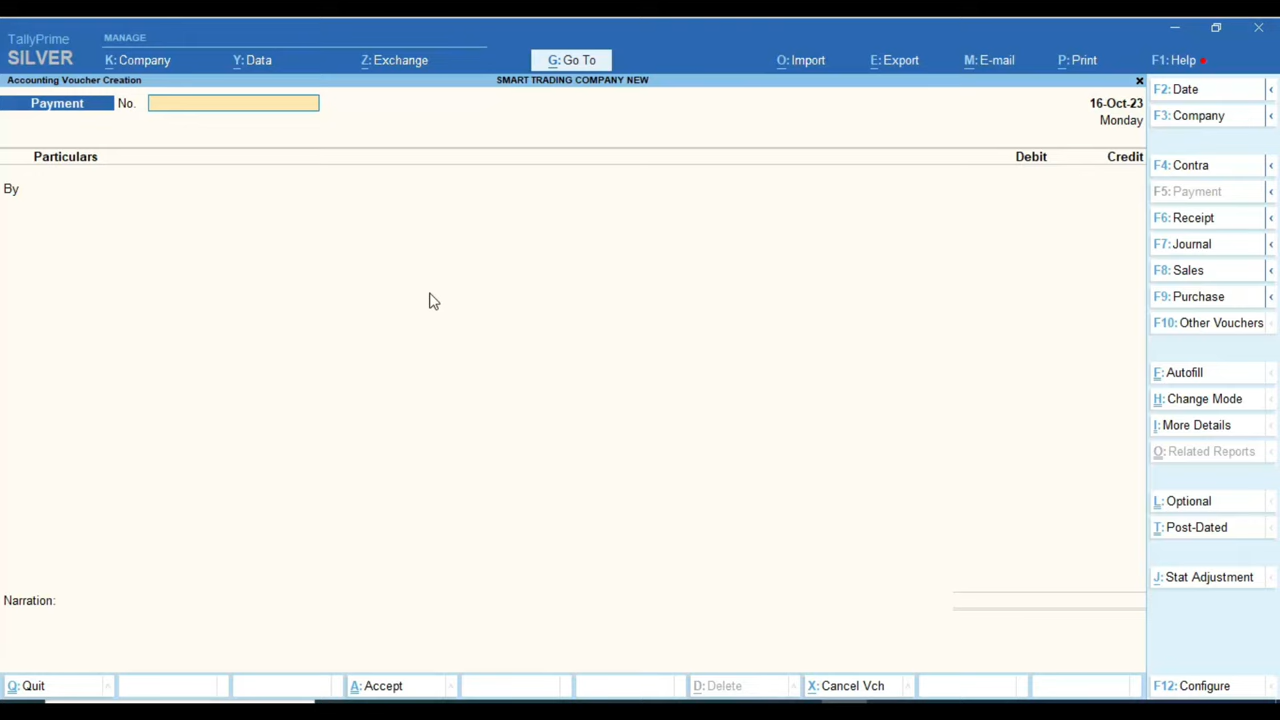 TallyPrime
SILVER
MANAGE
K: Company
Y: Data
Z: Exchange
G: Go To
O: Import
E: Export
M: E-mail
P: Print
F1: Help
Accounting Voucher Creation
SMART TRADING COMPANY NEW
×
Payment No.
16-Oct-23
Monday
Particulars
Debit
Credit
By
Narration:
F2: Date
F3: Company
F4: Contra
F5: Payment
F6: Receipt
F7: Journal
F8: Sales
F9: Purchase
F10: Other Vouchers
F: Autofill
H: Change Mode
I: More Details
O: Related Reports
L: Optional
T: Post-Dated
J: Stat Adjustment
Q: Quit
A: Accept
D: Delete
X: Cancel Vch
F12: Configure